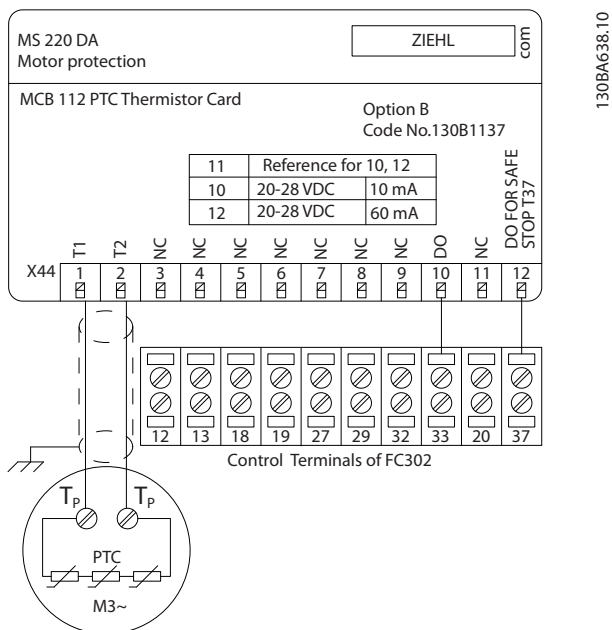 MS 220 DA
Motor protection
ZIEHL
com
130BA638.10
MCB 112 PTC Thermistor Card
Option B
Code No.130B1137
11 Reference for 10, 12
10 20-28 VDC 10 mA
12 20-28 VDC 60 mA
T1 T2 NC NC NC NC NC NC NC DO NC DO FOR SAFE STOP T37
X44 1 2 3 4 5 6 7 8 9 10 11 12
12 13 18 19 27 29 32 33 20 37
Control Terminals of FC302
TP TP
PTC
M3~